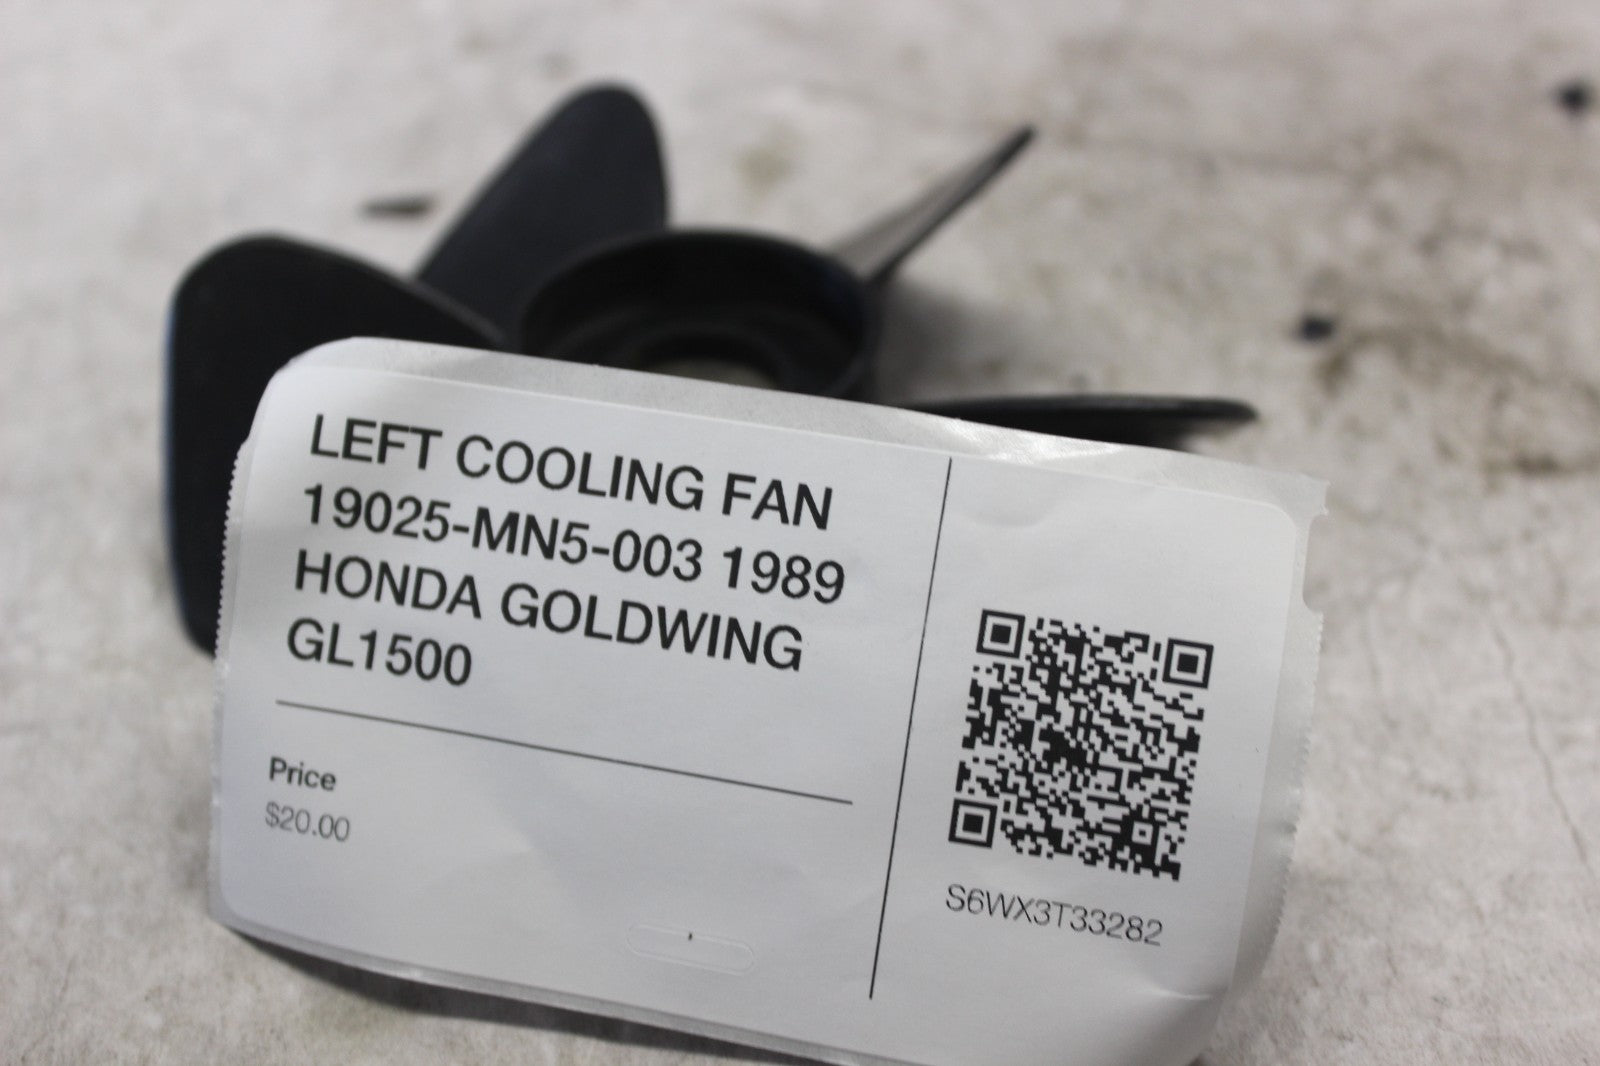 LEFT COOLING FAN
19025-MN5-003 1989
HONDA GOLDWING
GL1500
Price
$20.00
S6WX3T33282